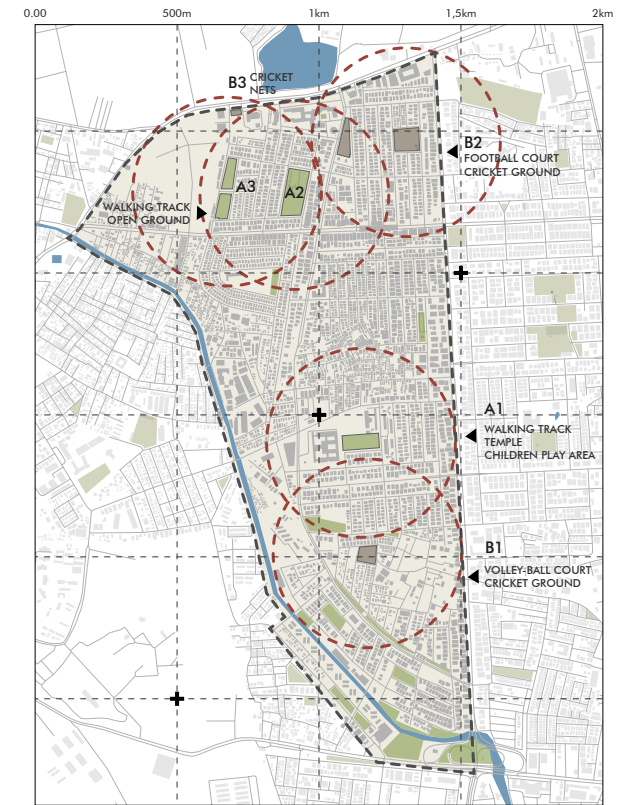 0.00 500m 1km 1,5km 2km
B3 CRICKET
NETS
B2
FOOTBALL COURT
CRICKET GROUND
A3 A2
WALKING TRACK
OPEN GROUND
A1
WALKING TRACK
TEMPLE
CHILDREN PLAY AREA
B1
VOLLEY-BALL COURT
CRICKET GROUND